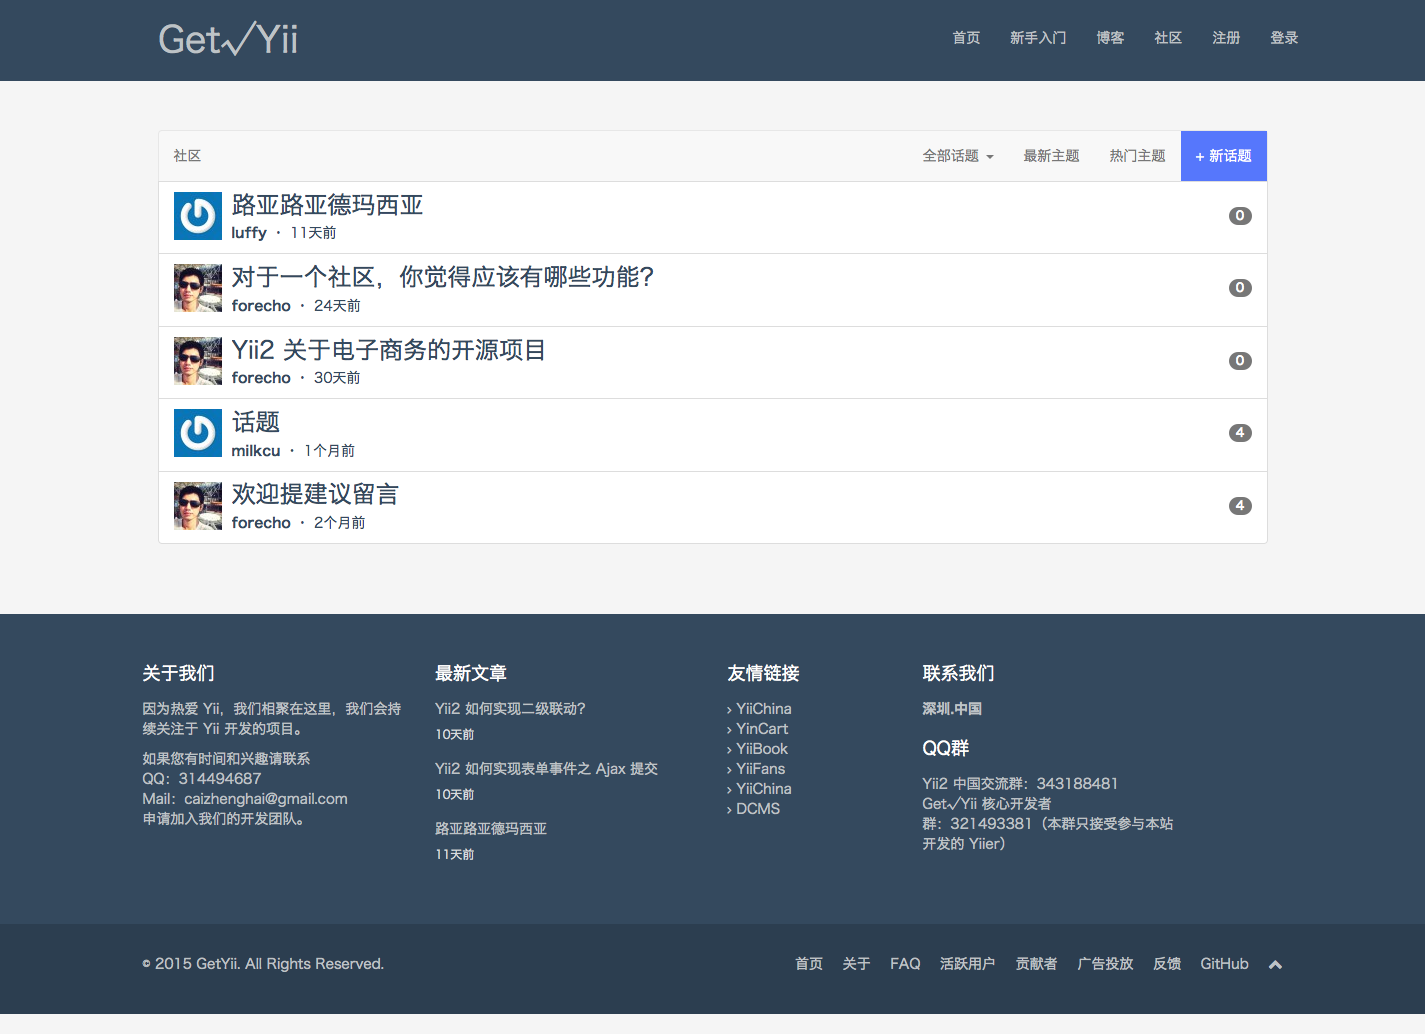 Get√Yii
首页 新手入门 博客 社区 注册 登录
社区 全部话题 最新主题 热门主题 + 新话题
路亚路亚德玛西亚
luffy · 11天前
0
对于一个社区，你觉得应该有哪些功能？
forecho · 24天前
0
Yii2 关于电子商务的开源项目
forecho · 30天前
0
话题
milkcu · 1个月前
4
欢迎提建议留言
forecho · 2个月前
4
关于我们
因为热爱 Yii，我们相聚在这里，我们会持
续关注于 Yii 开发的项目。
如果您有时间和兴趣请联系
QQ：314494687
Mail：caizhenghai@gmail.com
申请加入我们的开发团队。
最新文章
Yii2 如何实现二级联动？
10天前
Yii2 如何实现表单事件之 Ajax 提交
10天前
路亚路亚德玛西亚
11天前
友情链接
› YiiChina
› YinCart
› YiiBook
› YiiFans
› YiiChina
› DCMS
联系我们
深圳.中国
QQ群
Yii2 中国交流群：343188481
Get√Yii 核心开发者
群：321493381（本群只接受参与本站
开发的 Yiier）
© 2015 GetYii. All Rights Reserved.
首页 关于 FAQ 活跃用户 贡献者 广告投放 反馈 GitHub